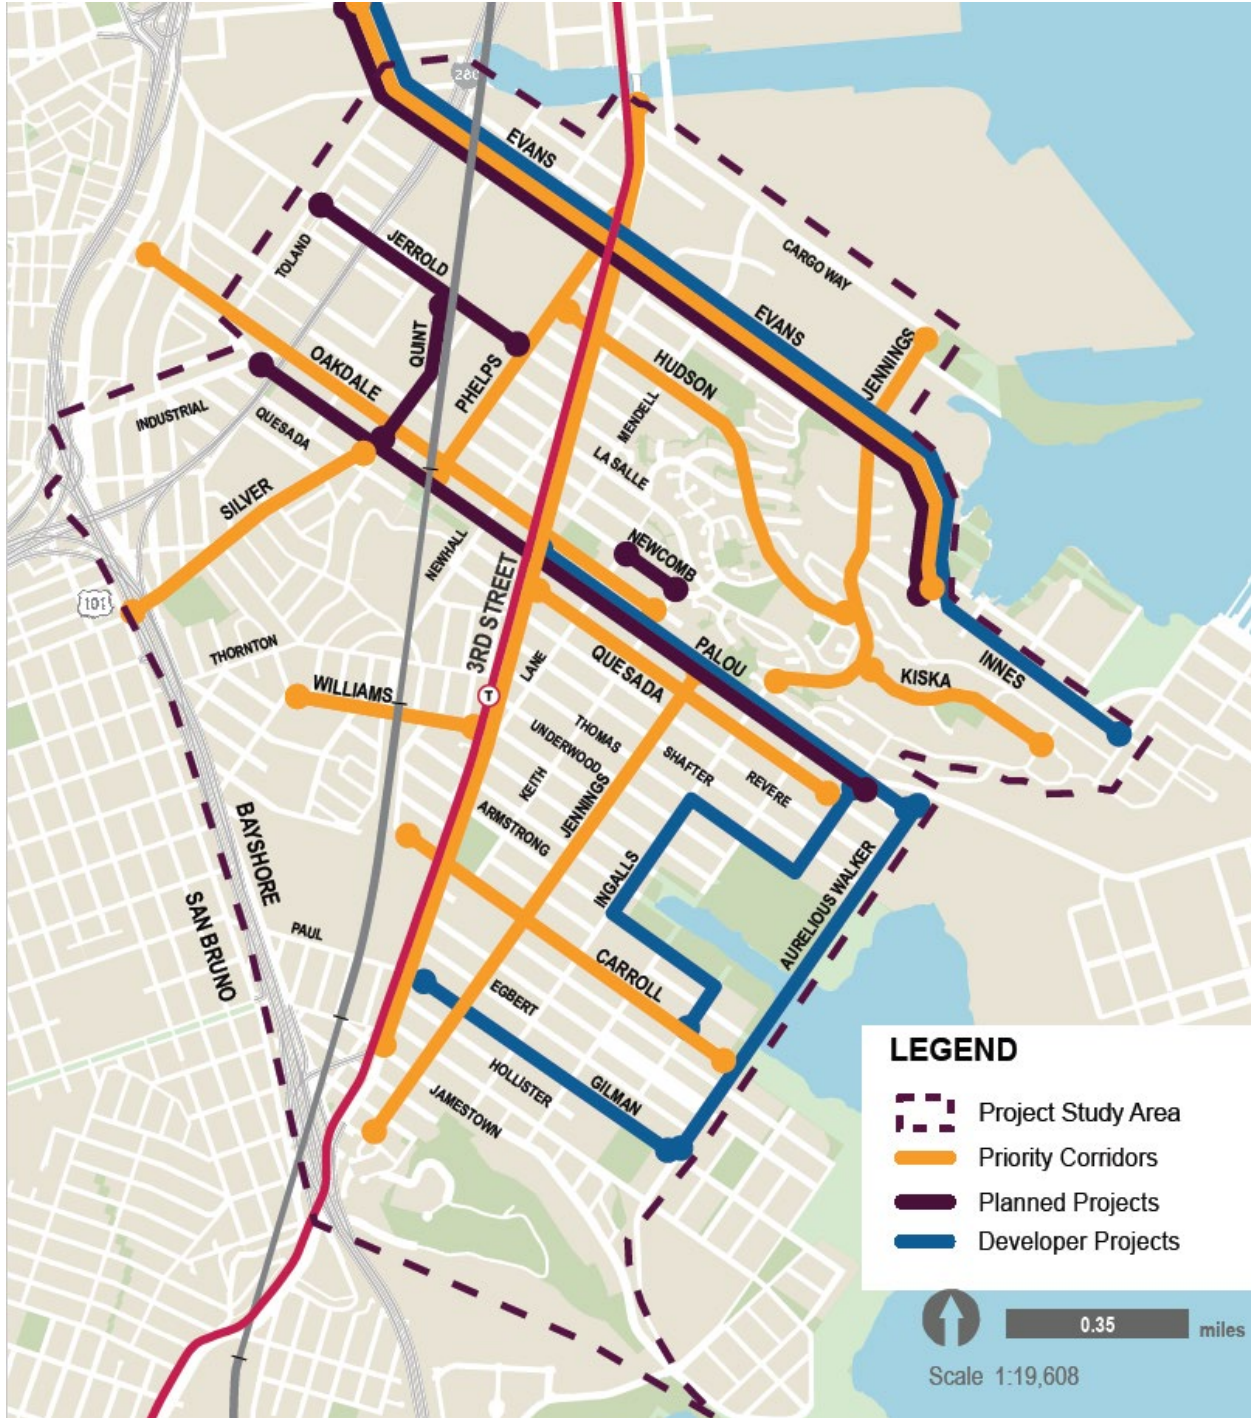 280
EVANS
CARGO WAY
TOLAND
JERROLD
EVANS
QUINT
PHELPS
JENNINGS
HUDSON
OAKDALE
MENDELL
INDUSTRIAL
QUESADA
LA SALLE
SILVER
NEWHALL
NEWCOMB
101
3RD STREET
THORNTON
LANE
PALOU
QUESADA
INNES
KISKA
WILLIAMS
T
THOMAS
UNDERWOOD
SHAFTER
REVERE
KEITH
JENNINGS
ARMSTRONG
BAYSHORE
INGALLS
AURELIOUS WALKER
SAN BRUNO
PAUL
CARROLL
EGBERT
HOLLISTER
GILMAN
JAMESTOWN
LEGEND
Project Study Area
Priority Corridors
Planned Projects
Developer Projects
0.35 miles
Scale 1:19,608